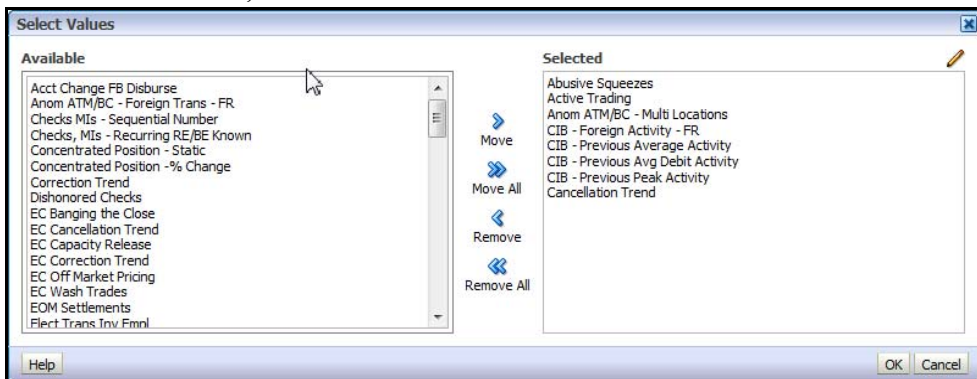 Select Values
Available
Acct Change FB Disburse
Anom ATM/BC - Foreign Trans - FR
Checks MIs - Sequential Number
Checks, MIs - Recurring RE/BE Known
Concentrated Position - Static
Concentrated Position -% Change
Correction Trend
Dishonored Checks
EC Banging the Close
EC Cancellation Trend
EC Capacity Release
EC Correction Trend
EC Off Market Pricing
EC Wash Trades
EOM Settlements
Elect Trans Inv Empl
Move
Move All
Remove
Remove All
Selected
Abusive Squeezes
Active Trading
Anom ATM/BC - Multi Locations
CIB - Foreign Activity - FR
CIB - Previous Average Activity
CIB - Previous Avg Debit Activity
CIB - Previous Peak Activity
Cancellation Trend
Help
OK
Cancel